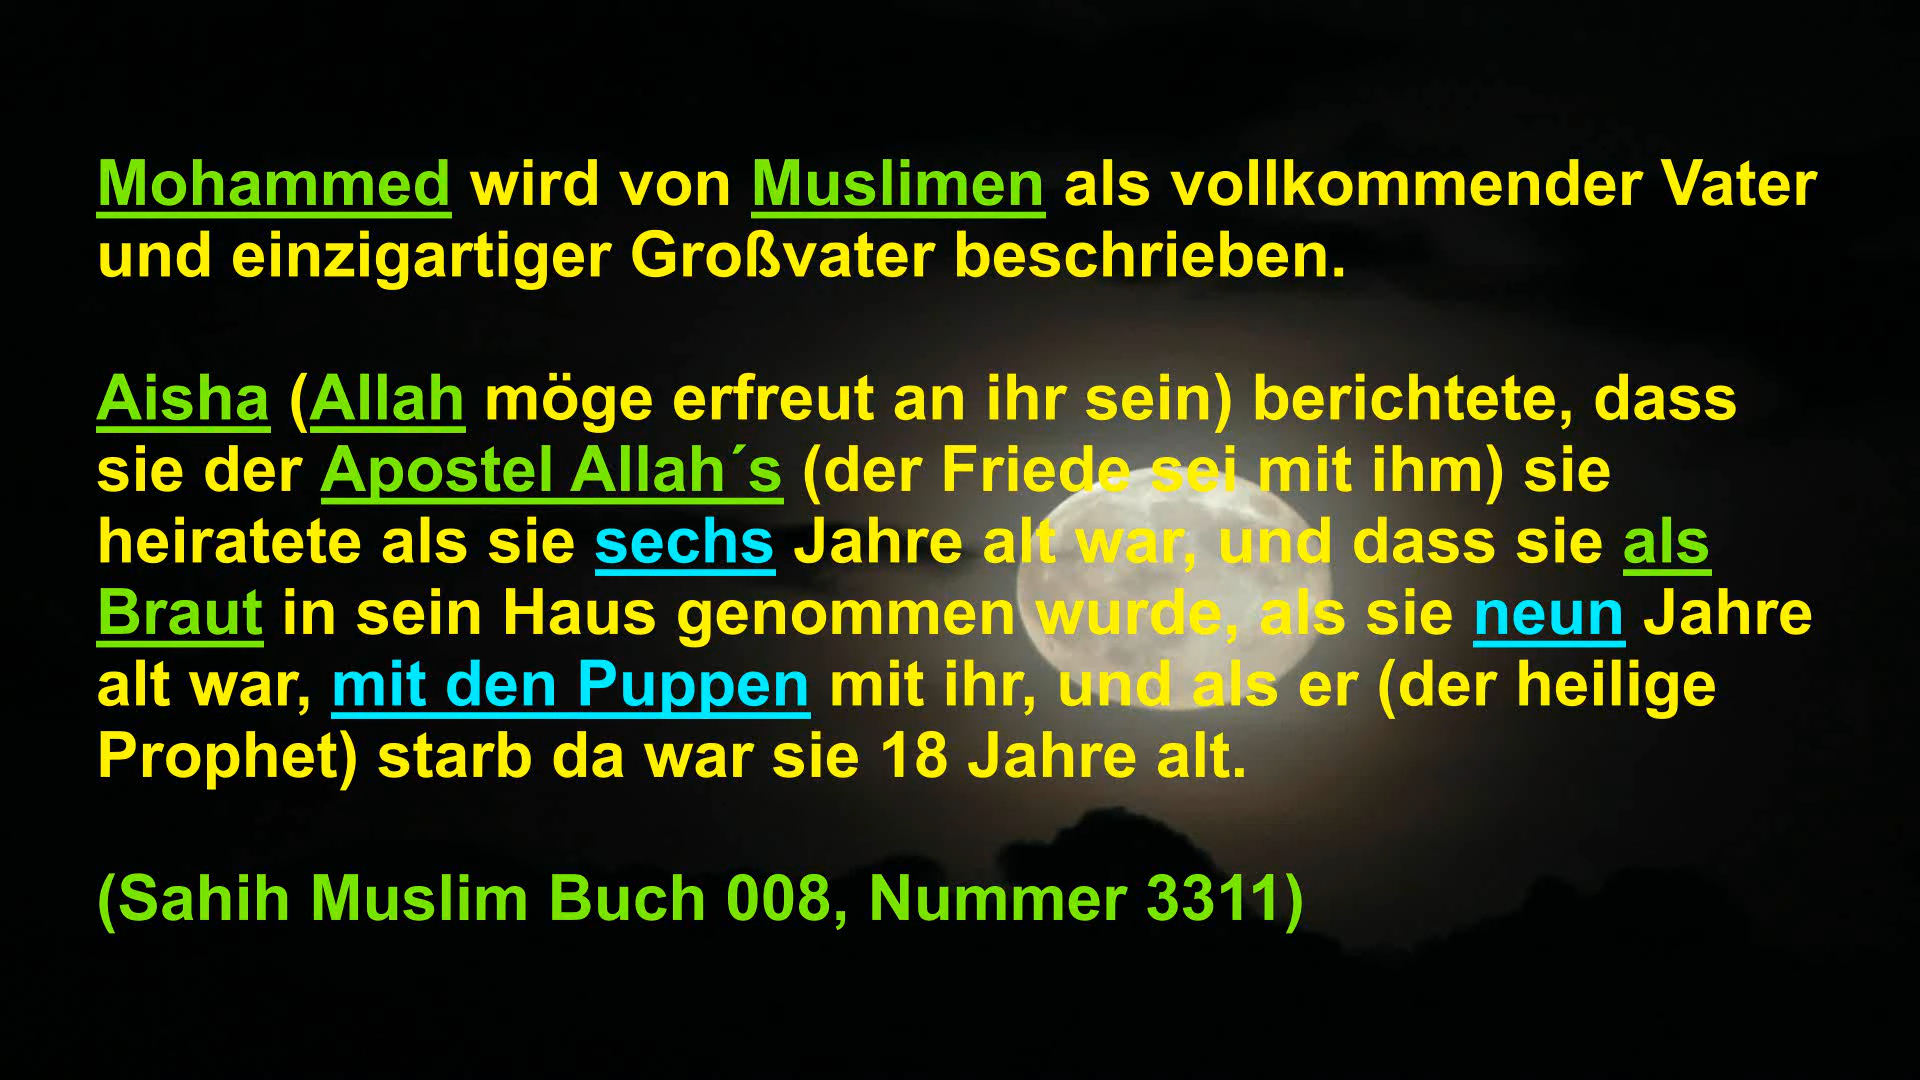 Mohammed wird von Muslimen als vollkommender Vater
und einzigartiger Großvater beschrieben.
Aisha (Allah möge erfreut an ihr sein) berichtete, dass
sie der Apostel Allah´s (der Friede sei mit ihm) sie
heiratete als sie sechs Jahre alt war, und dass sie als
Braut in sein Haus genommen wurde, als sie neun Jahre
alt war, mit den Puppen mit ihr, und als er (der heilige
Prophet) starb da war sie 18 Jahre alt.
(Sahih Muslim Buch 008, Nummer 3311)